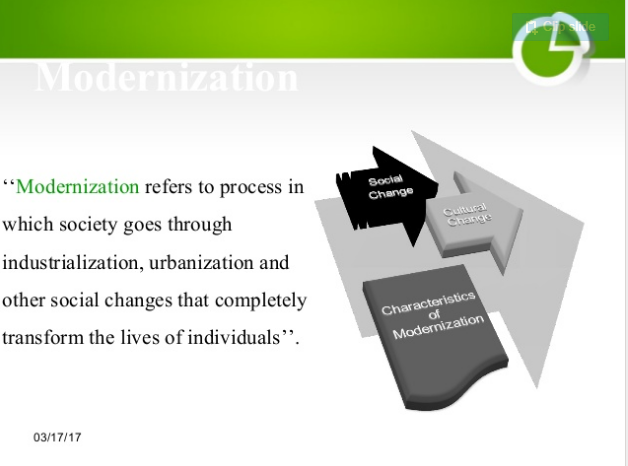 Clip slide
Modernization
‘‘Modernization refers to process in
which society goes through
industrialization, urbanization and
other social changes that completely
transform the lives of individuals’’.
Social
Change
Cultural
Change
Characteristics
of
Modernization
03/17/17